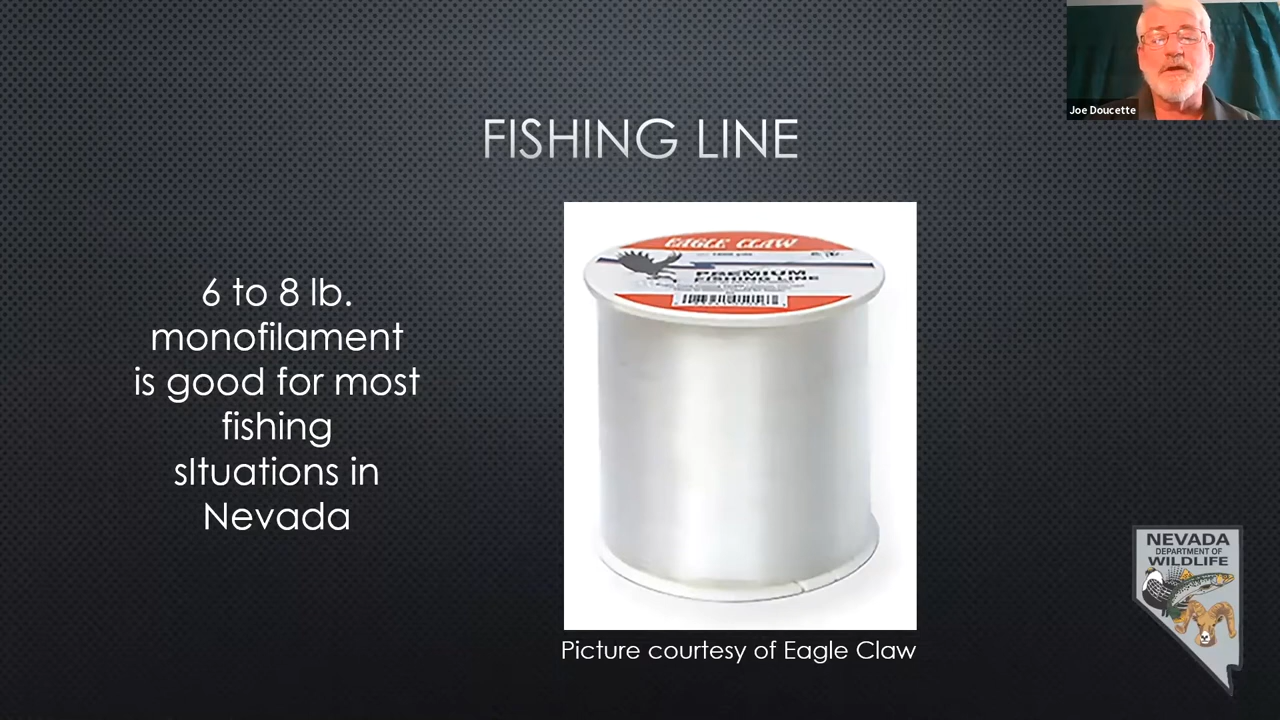 Joe Doucette
FISHING LINE
6 to 8 lb.
monofilament
is good for most
fishing
sItuations in
Nevada
EAGLE CLAW
PREMIUM
FISHING LINE
Picture courtesy of Eagle Claw
NEVADA
DEPARTMENT OF
WILDLIFE